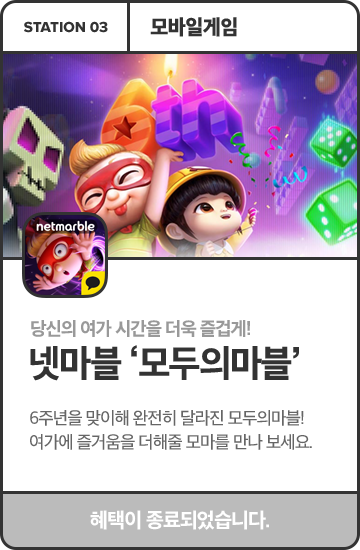 STATION 03
모바일게임
6th
netmarble
당신의 여가 시간을 더욱 즐겁게!
넷마블 ‘모두의마블’
6주년을 맞이해 완전히 달라진 모두의마블!
여가에 즐거움을 더해줄 모마를 만나 보세요.
혜택이 종료되었습니다.